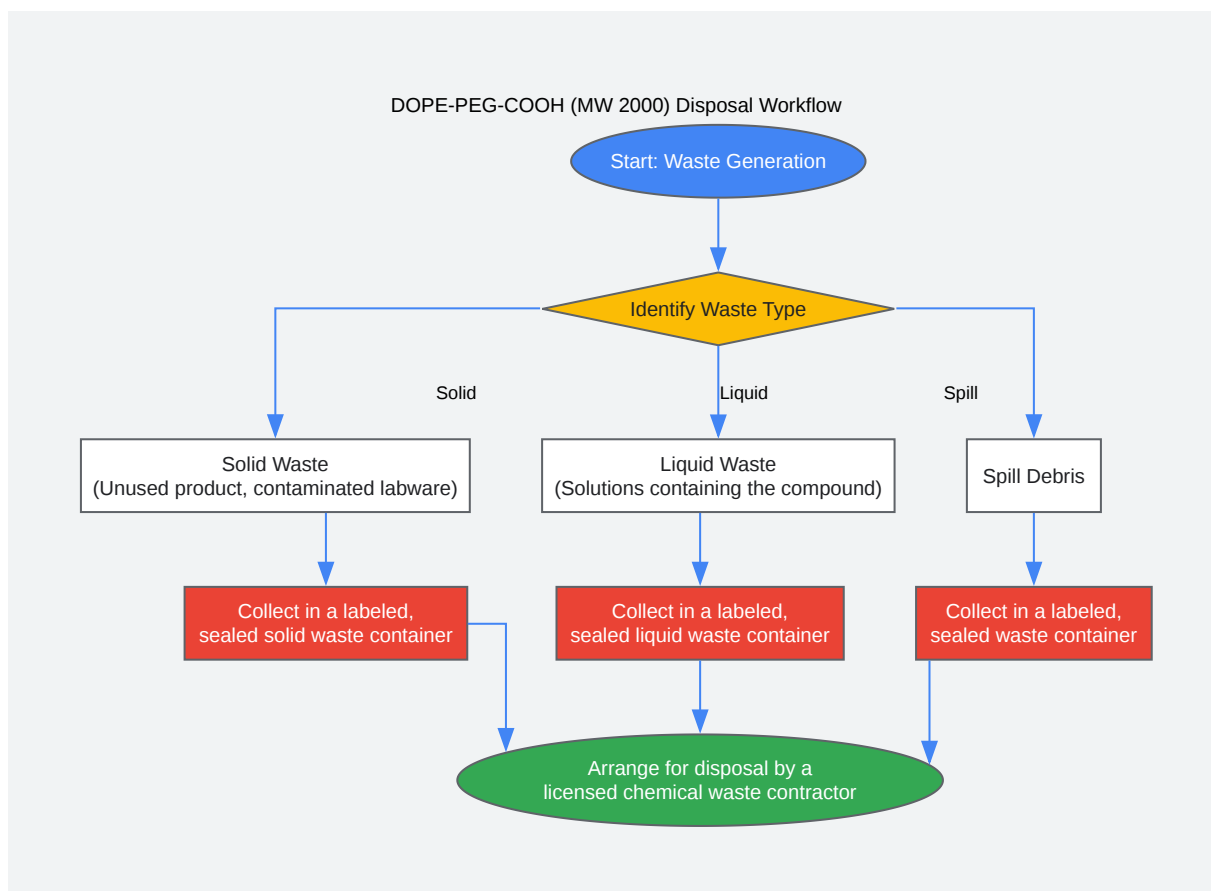 DOPE-PEG-COOH (MW 2000) Disposal Workflow
Start: Waste Generation
Identify Waste Type
Solid
Liquid
Spill
Solid Waste
(Unused product, contaminated labware)
Liquid Waste
(Solutions containing the compound)
Spill Debris
Collect in a labeled,
sealed solid waste container
Collect in a labeled,
sealed liquid waste container
Collect in a labeled,
sealed waste container
Arrange for disposal by a
licensed chemical waste contractor